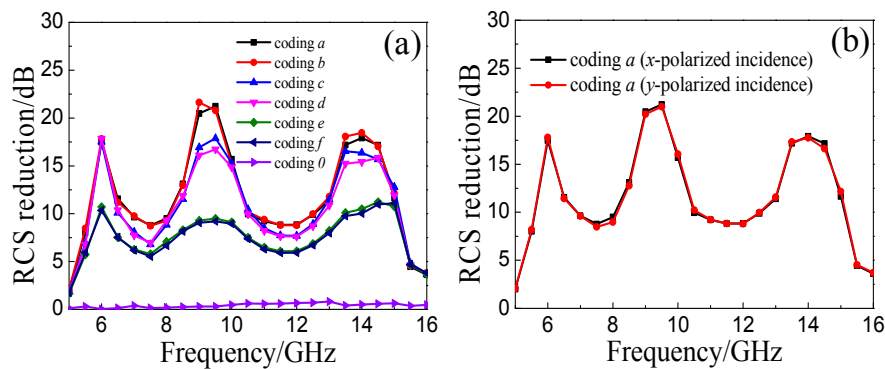 (a)
coding a
coding b
coding c
coding d
coding e
coding f
coding 0
RCS reduction/dB
30
25
20
15
10
5
0
6 8 10 12 14 16
Frequency/GHz
(b)
coding a (x-polarized incidence)
coding a (y-polarized incidence)
RCS reduction/dB
30
25
20
15
10
5
0
6 8 10 12 14 16
Frequency/GHz